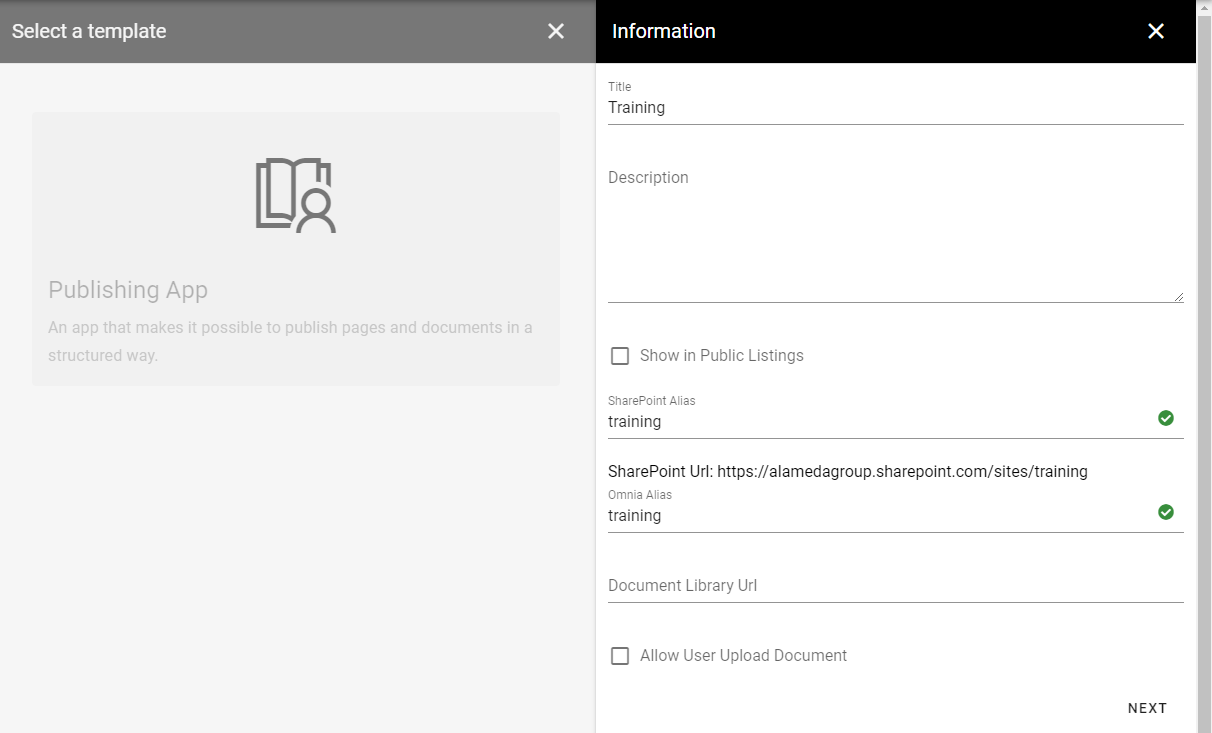 Select a template
Publishing App
An app that makes it possible to publish pages and documents in a
structured way.
Information
Title
Training
Description
Show in Public Listings
SharePoint Alias
training
SharePoint Url: https://alamedagroup.sharepoint.com/sites/training
Omnia Alias
training
Document Library Url
Allow User Upload Document
NEXT